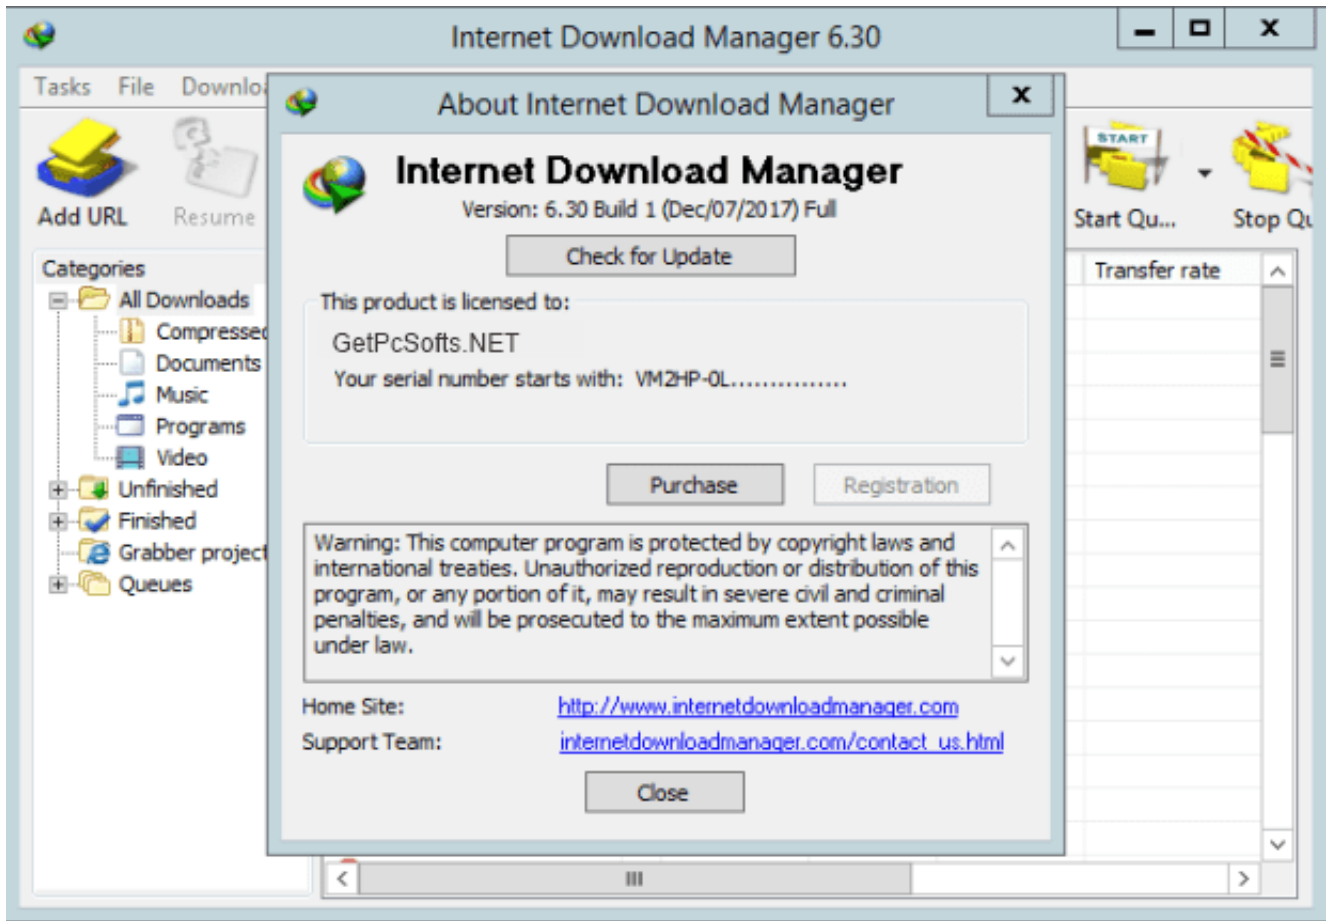 Internet Download Manager 6.30
Tasks File Downloa
About Internet Download Manager
Add URL
Resume
Internet Download Manager
Version: 6.30 Build 1 (Dec/07/2017) Full
START
Start Qu...
Stop Qu
Check for Update
Categories
All Downloads
Compressed
Documents
Music
Programs
Video
Unfinished
Finished
Grabber project
Queues
Transfer rate
This product is licensed to:
GetPcSofts.NET
Your serial number starts with: VM2HP-0L...............
Purchase
Registration
Warning: This computer program is protected by copyright laws and
international treaties. Unauthorized reproduction or distribution of this
program, or any portion of it, may result in severe civil and criminal
penalties, and will be prosecuted to the maximum extent possible
under law.
Home Site: http://www.internetdownloadmanager.com
Support Team: internetdownloadmanager.com/contact_us.html
Close